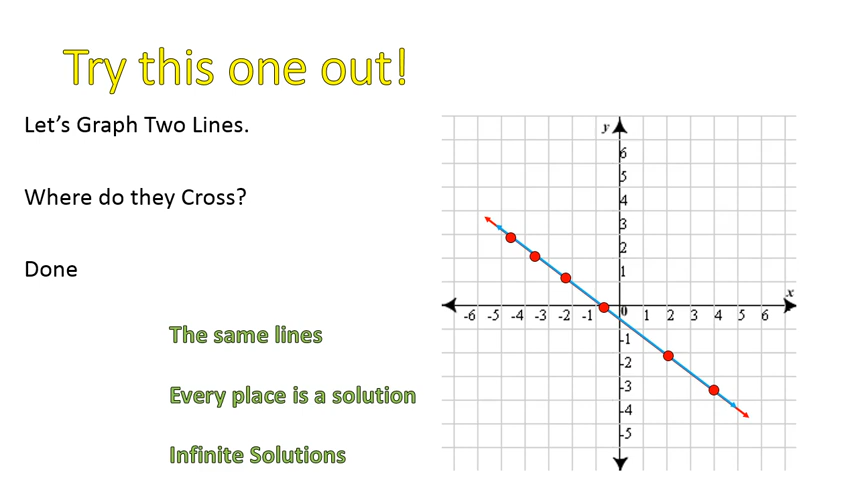 Try this one out!
Let's Graph Two Lines.
Where do they Cross?
Done
The same lines
Every place is a solution
Infinite Solutions
y
6
5
4
3
2
1
x
-6 -5 -4 -3 -2 -1 0 1 2 3 4 5 6
-1
-2
-3
-4
-5